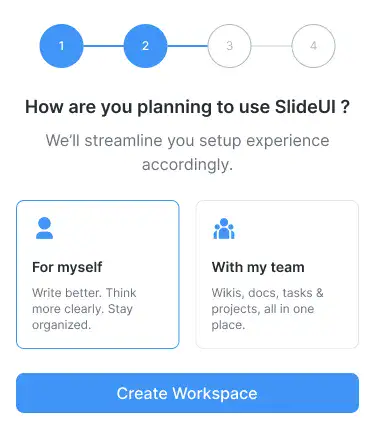 1 2 3 4
How are you planning to use SlideUI ?
We’ll streamline you setup experience
accordingly.
For myself
Write better. Think
more clearly. Stay
organized.
With my team
Wikis, docs, tasks &
projects, all in one
place.
Create Workspace